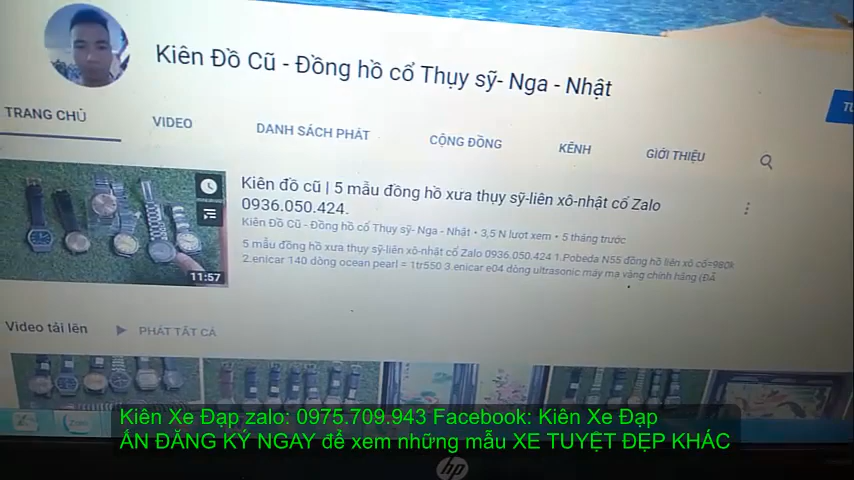 Kiên Đồ Cũ - Đồng hồ cổ Thụy sỹ- Nga - Nhật
TRANG CHỦ
VIDEO
DANH SÁCH PHÁT
CỘNG ĐỒNG
KÊNH
GIỚI THIỆU
Kiên đồ cũ | 5 mẫu đồng hồ xưa thụy sỹ-liên xô-nhật cổ Zalo
0936.050.424.
Kiên Đồ Cũ - Đồng hồ cổ Thụy sỹ- Nga - Nhật • 3,5 N lượt xem • 5 tháng trước
5 mẫu đồng hồ xưa thụy sỹ-liên xô-nhật cổ Zalo 0936.050.424 1.Pobeda N55 đồng hồ liên xô cổ=980k
2.enicar 140 dòng ocean pearl = 1tr550 3.enicar e04 dòng ultrasonic máy mạ vàng chính hãng (ĐÃ
11:57
Video tải lên
PHÁT TẤT CẢ
Kiên Xe Đạp zalo: 0975.709.943 Facebook: Kiên Xe Đạp
ẤN ĐĂNG KÝ NGAY để xem những mẫu XE TUYỆT ĐẸP KHÁC
hp